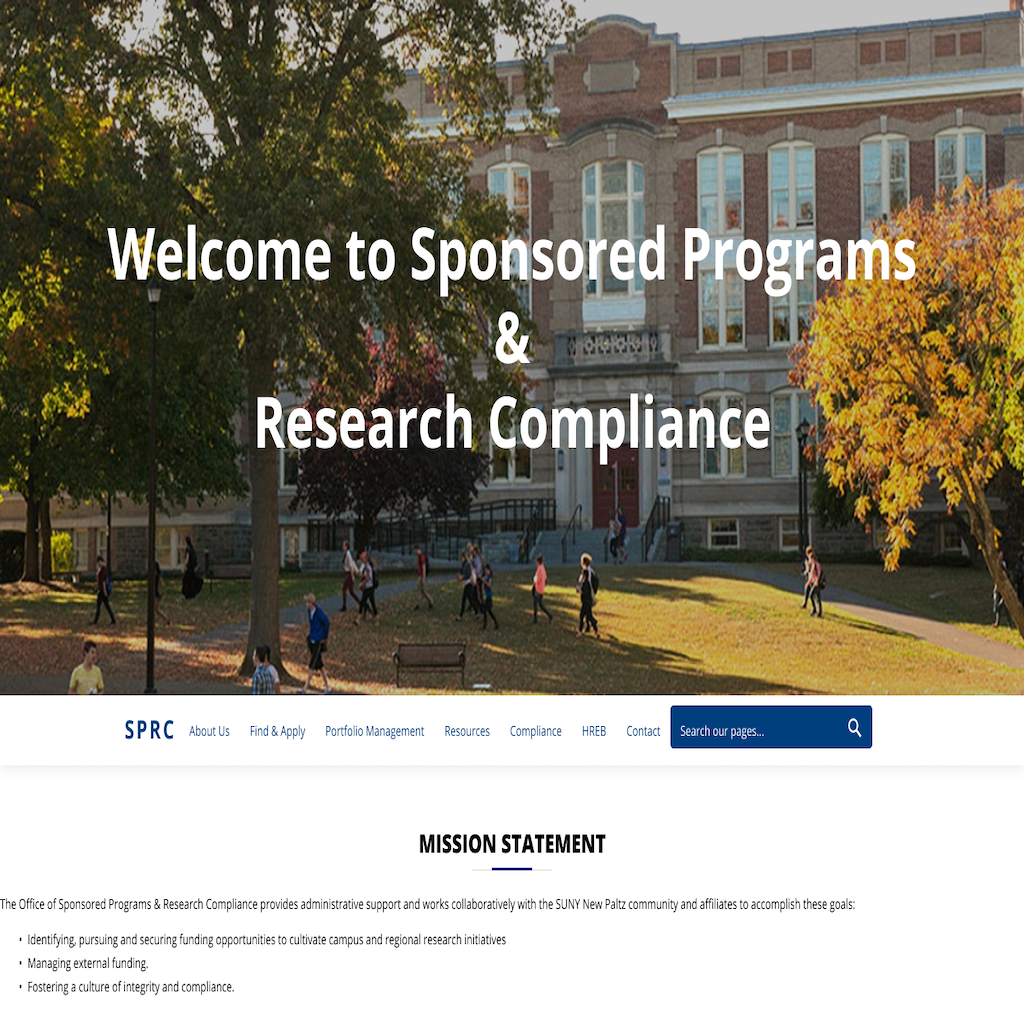 Welcome to Sponsored Programs
&
Research Compliance
SPRC About Us Find & Apply Portfolio Management Resources Compliance HREB Contact Search our pages...
MISSION STATEMENT
The Office of Sponsored Programs & Research Compliance provides administrative support and works collaboratively with the SUNY New Paltz community and affiliates to accomplish these goals:
• Identifying, pursuing and securing funding opportunities to cultivate campus and regional research initiatives
• Managing external funding.
• Fostering a culture of integrity and compliance.